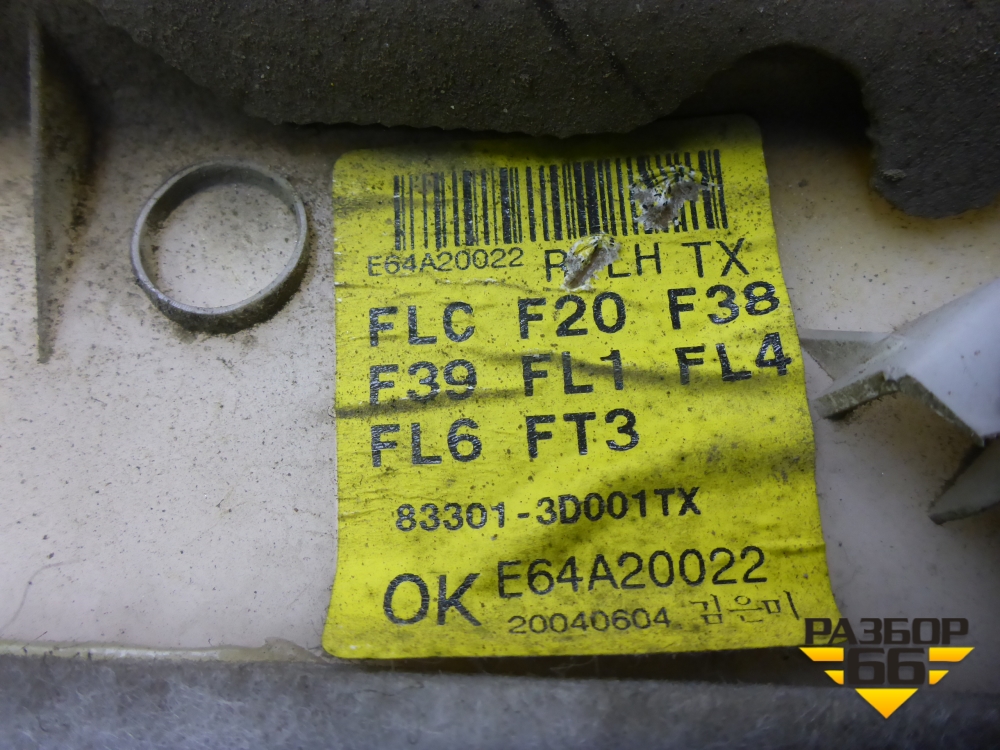 E64A20022 LH TX
FLC F20 F38
F39 FL1 FL4
FL6 FT3
83301-3D001TX
OK E64A20022
20040604 김은미
РАЗБОР
66